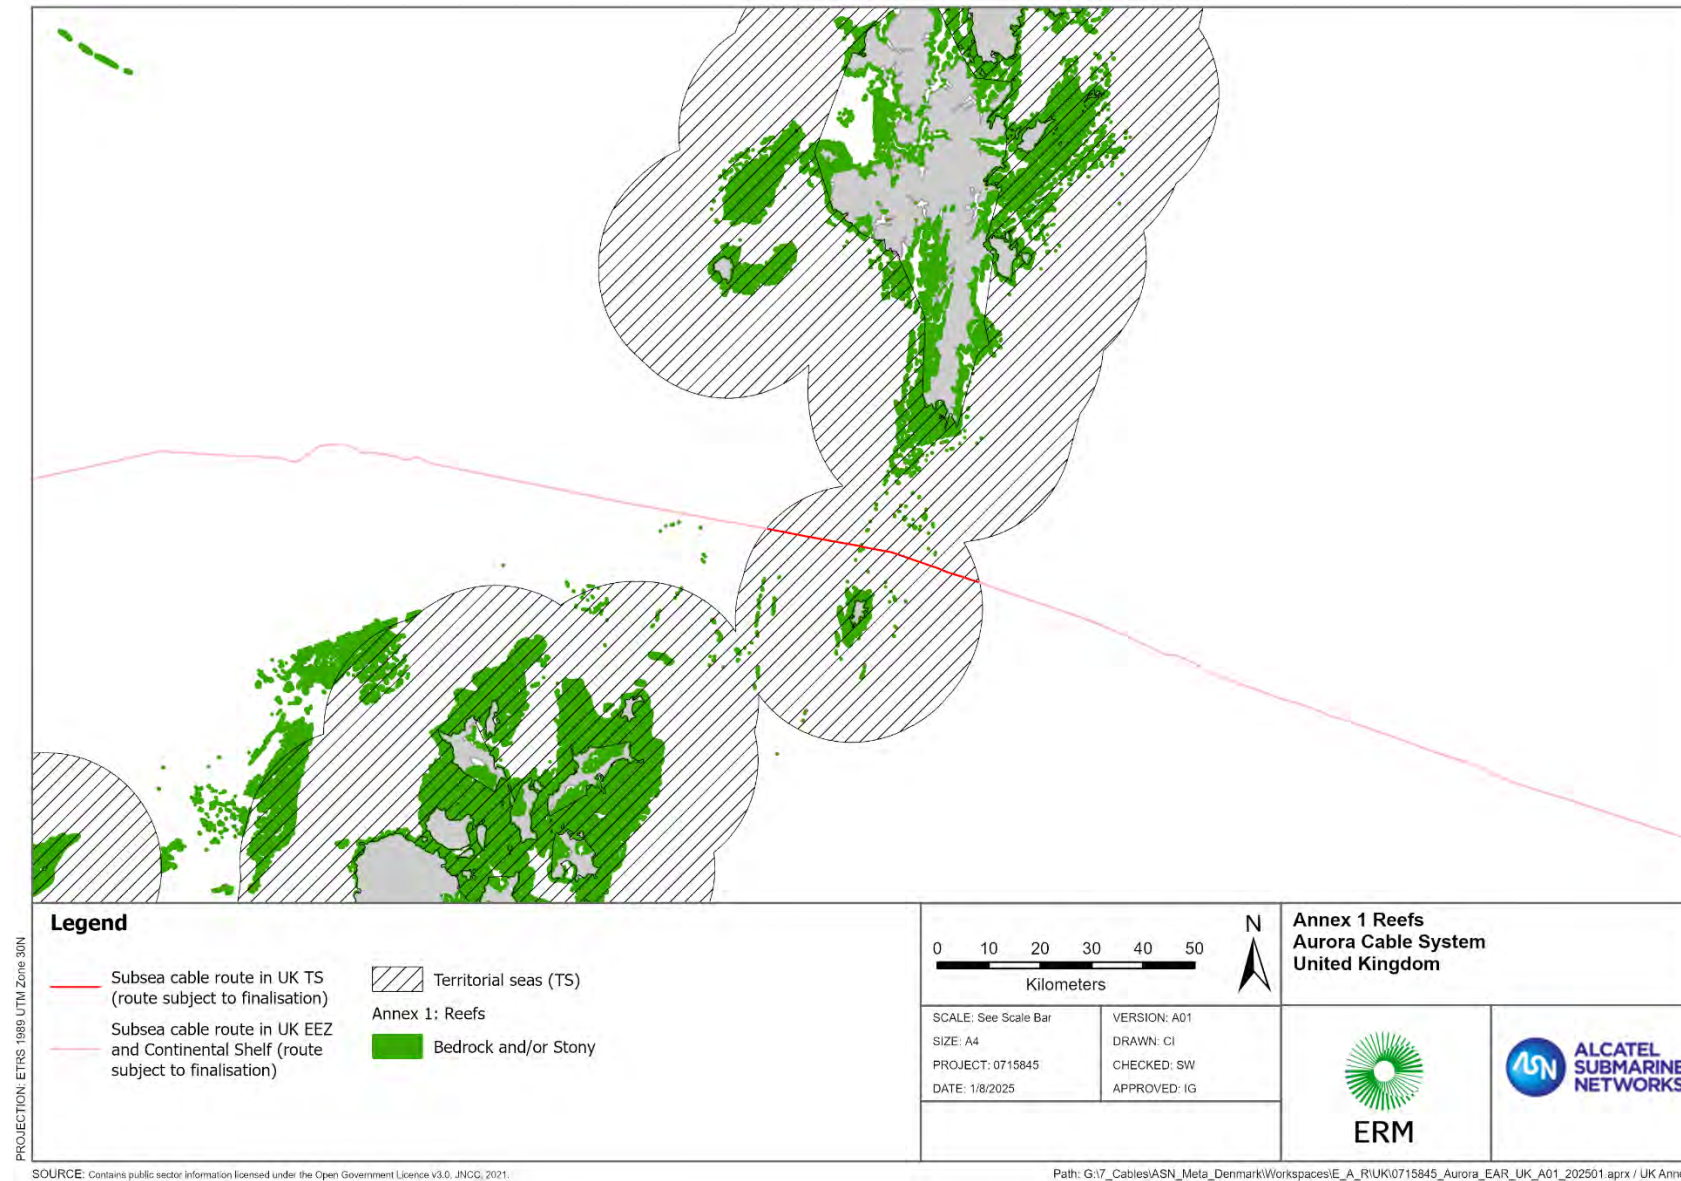 Legend
Subsea cable route in UK TS
(route subject to finalisation)
Subsea cable route in UK EEZ
and Continental Shelf (route
subject to finalisation)
Territorial seas (TS)
Annex 1: Reefs
Bedrock and/or Stony
0 10 20 30 40 50
Kilometers
N
SCALE: See Scale Bar
SIZE: A4
PROJECT: 0715845
DATE: 1/8/2025
VERSION: A01
DRAWN: CI
CHECKED: SW
APPROVED: IG
Annex 1 Reefs
Aurora Cable System
United Kingdom
ERM
ASN
ALCATEL
SUBMARINE
NETWORKS
PROJECTION: ETRS 1989 UTM Zone 30N
SOURCE: Contains public sector information licensed under the Open Government Licence v3.0, JNCC, 2021.
Path: G:\7_Cables\ASN_Meta_Denmark\Workspaces\E_A_R\UK\0715845_Aurora_EAR_UK_A01_202501.aprx / UK Anne